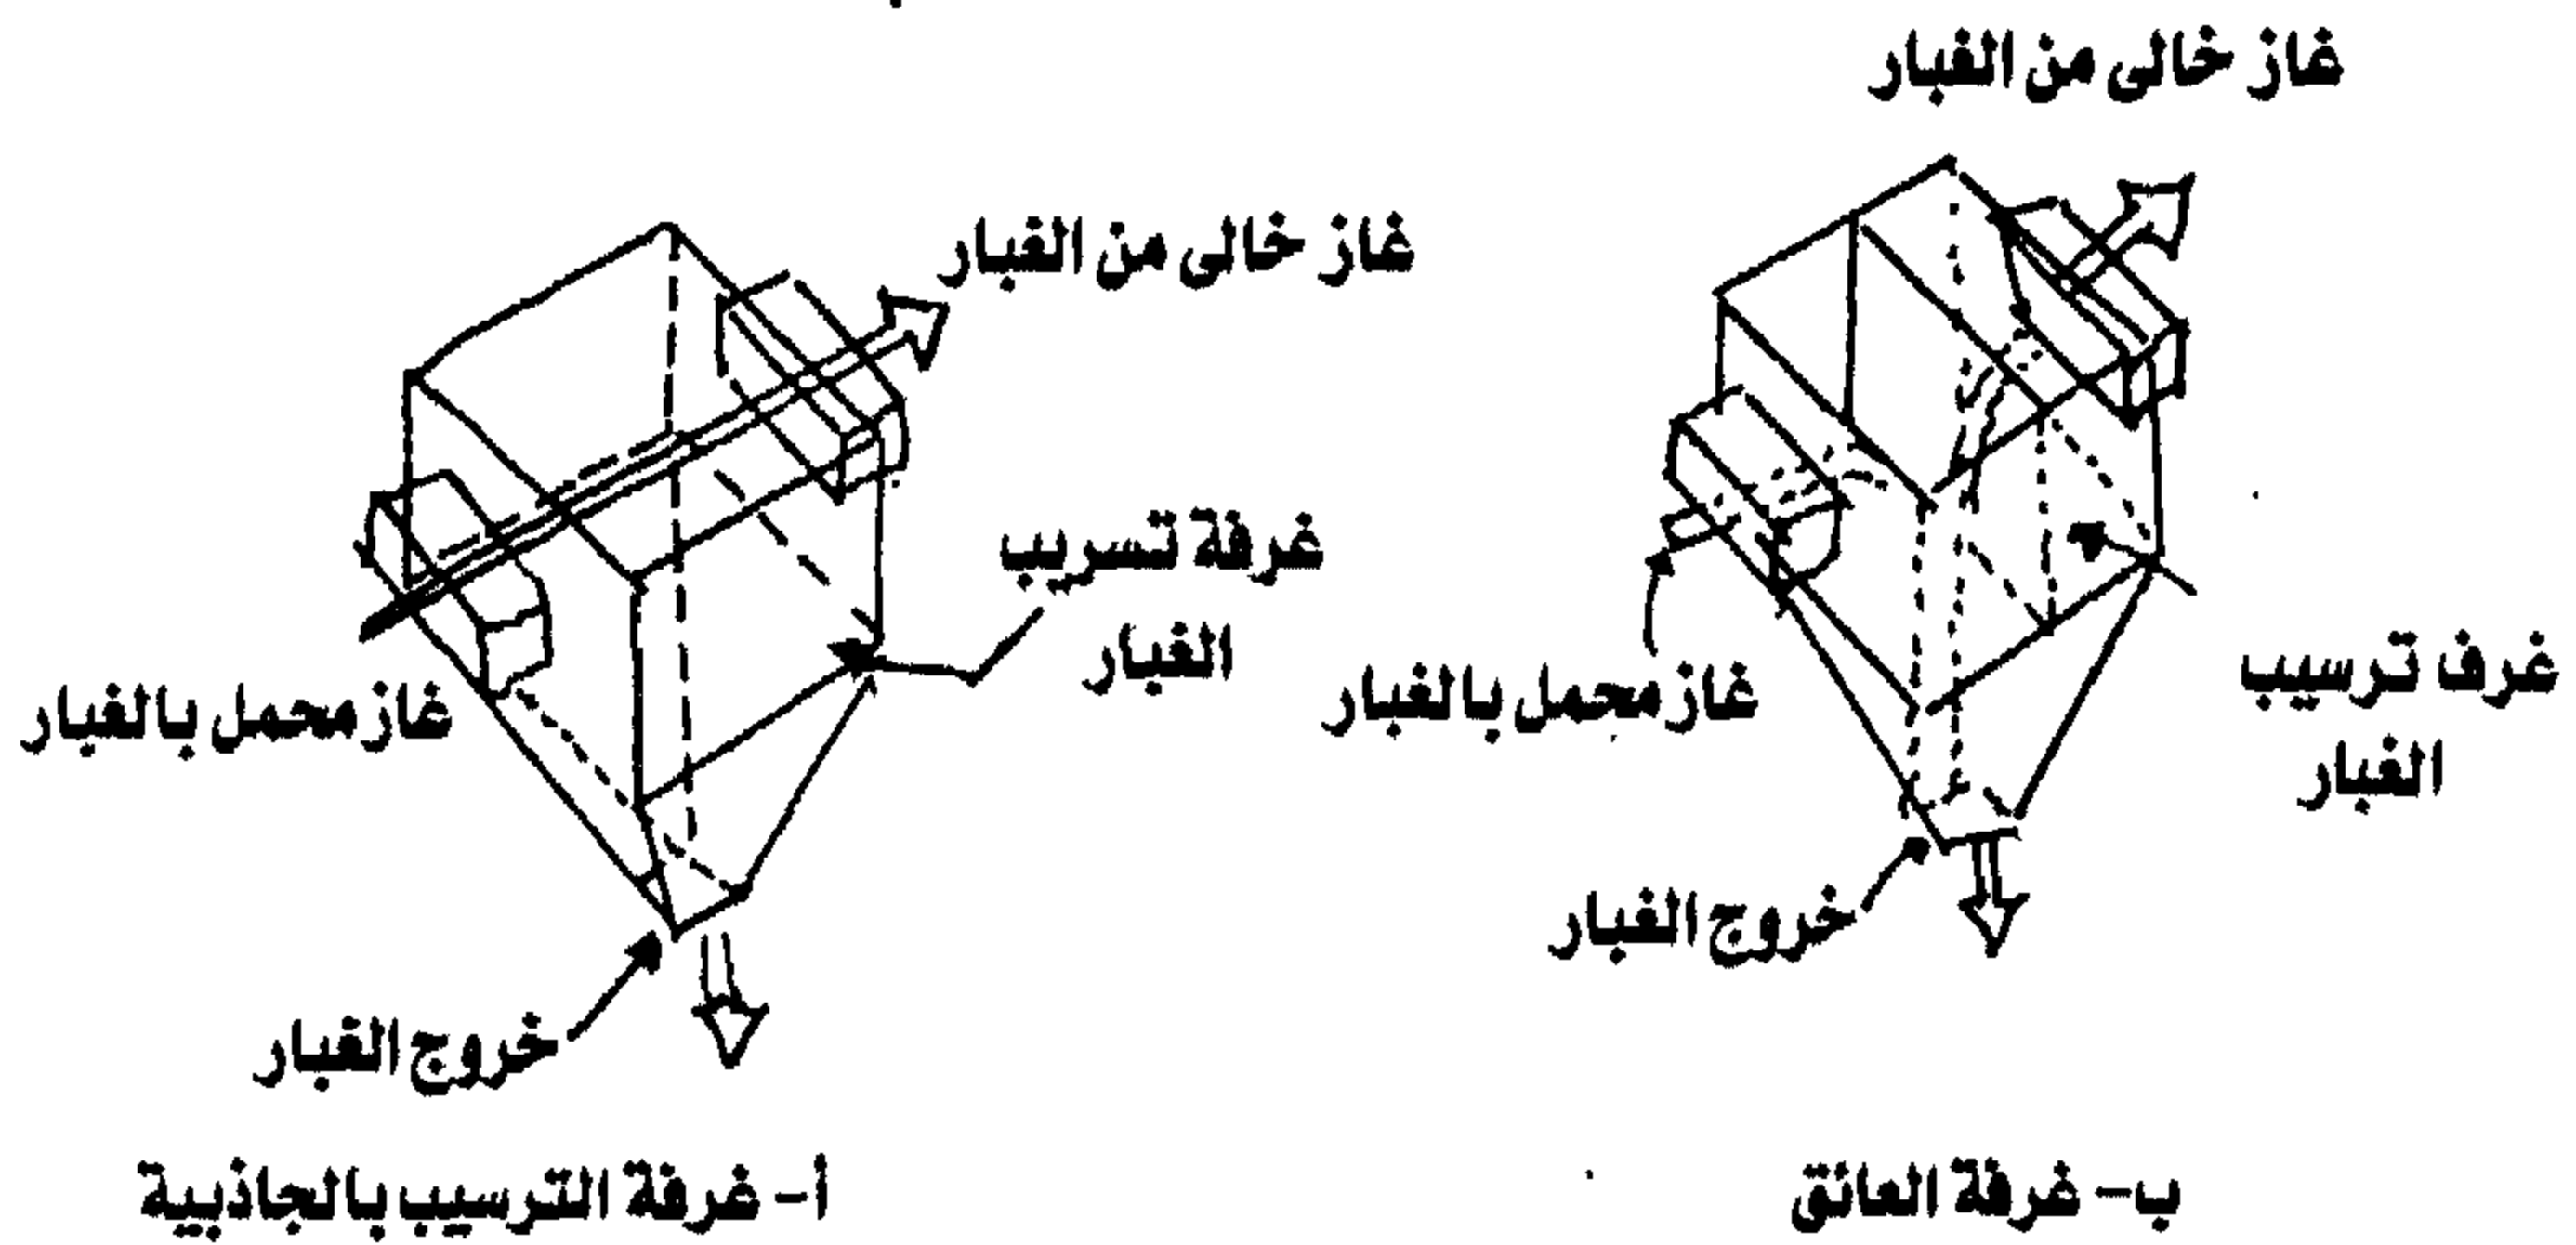 غاز خالى من الغبار
غاز خالى من الغبار
غرفة تسريب
الغبار
غاز محمل بالغبار
خروج الغبار
أ- غرفة الترسيب بالجاذبية
غاز محمل بالغبار
غرف ترسيب
الغبار
خروج الغبار
ب- غرفة العائق